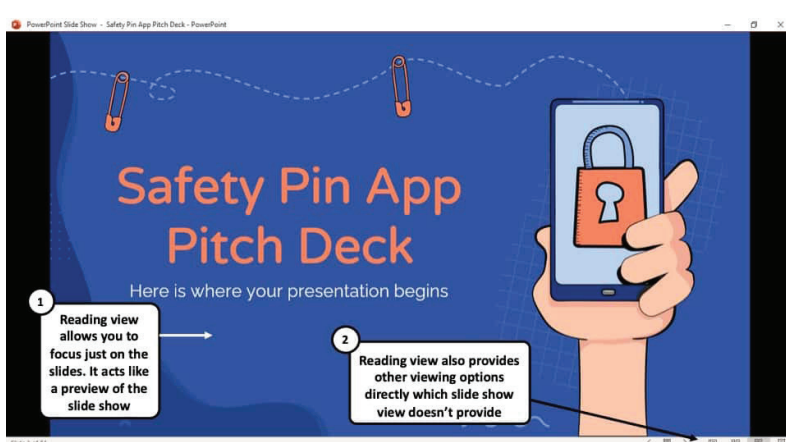 PowerPoint Slide Show - Safety Pin App Pitch Deck - PowerPoint
Safety Pin App
Pitch Deck
Here is where your presentation begins
1
Reading view
allows you to
focus just on the
slides. It acts like
a preview of the
slide show
2
Reading view also provides
other viewing options
directly which slide show
view doesn't provide